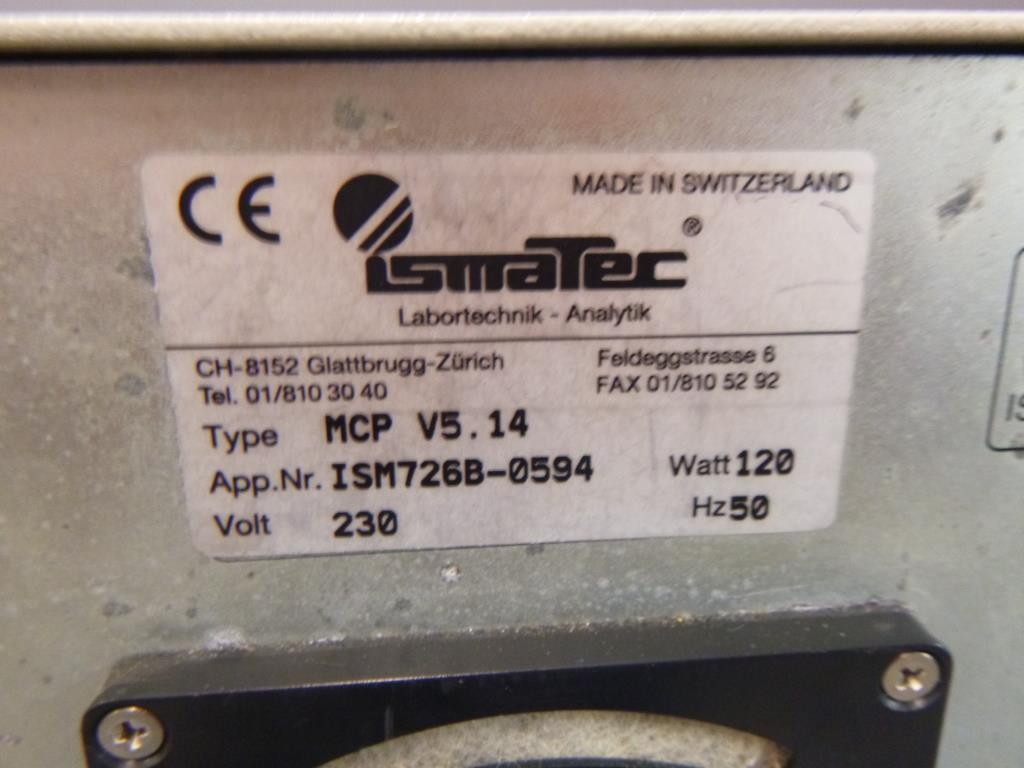 CE
MADE IN SWITZERLAND
ismaTec®
Labortechnik - Analytik
CH-8152 Glattbrugg-Zürich
Feldeggstrasse 6
Tel. 01/810 30 40
FAX 01/810 52 92
Type MCP V5.14
App.Nr. ISM726B-0594 Watt 120
Volt 230 Hz 50